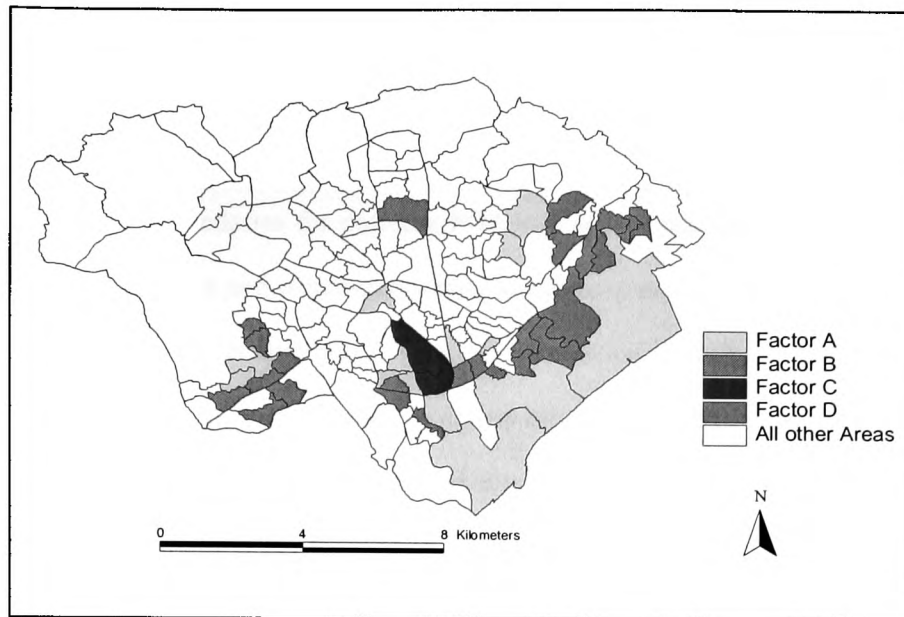 Factor A
Factor B
Factor C
Factor D
All other Areas
N
0 4 8 Kilometers